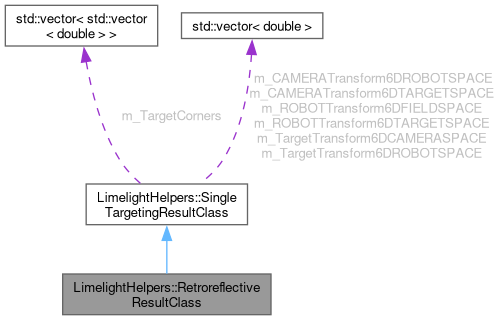 std::vector< std::vector
< double > >
std::vector< double >
m_CAMERATransform6DROBOTSPACE
m_CAMERATransform6DTARGETSPACE
m_ROBOTTransform6DFIELDSPACE
m_ROBOTTransform6DTARGETSPACE
m_TargetTransform6DCAMERASPACE
m_TargetTransform6DROBOTSPACE
m_TargetCorners
LimelightHelpers::Single
TargetingResultClass
LimelightHelpers::Retroreflective
ResultClass